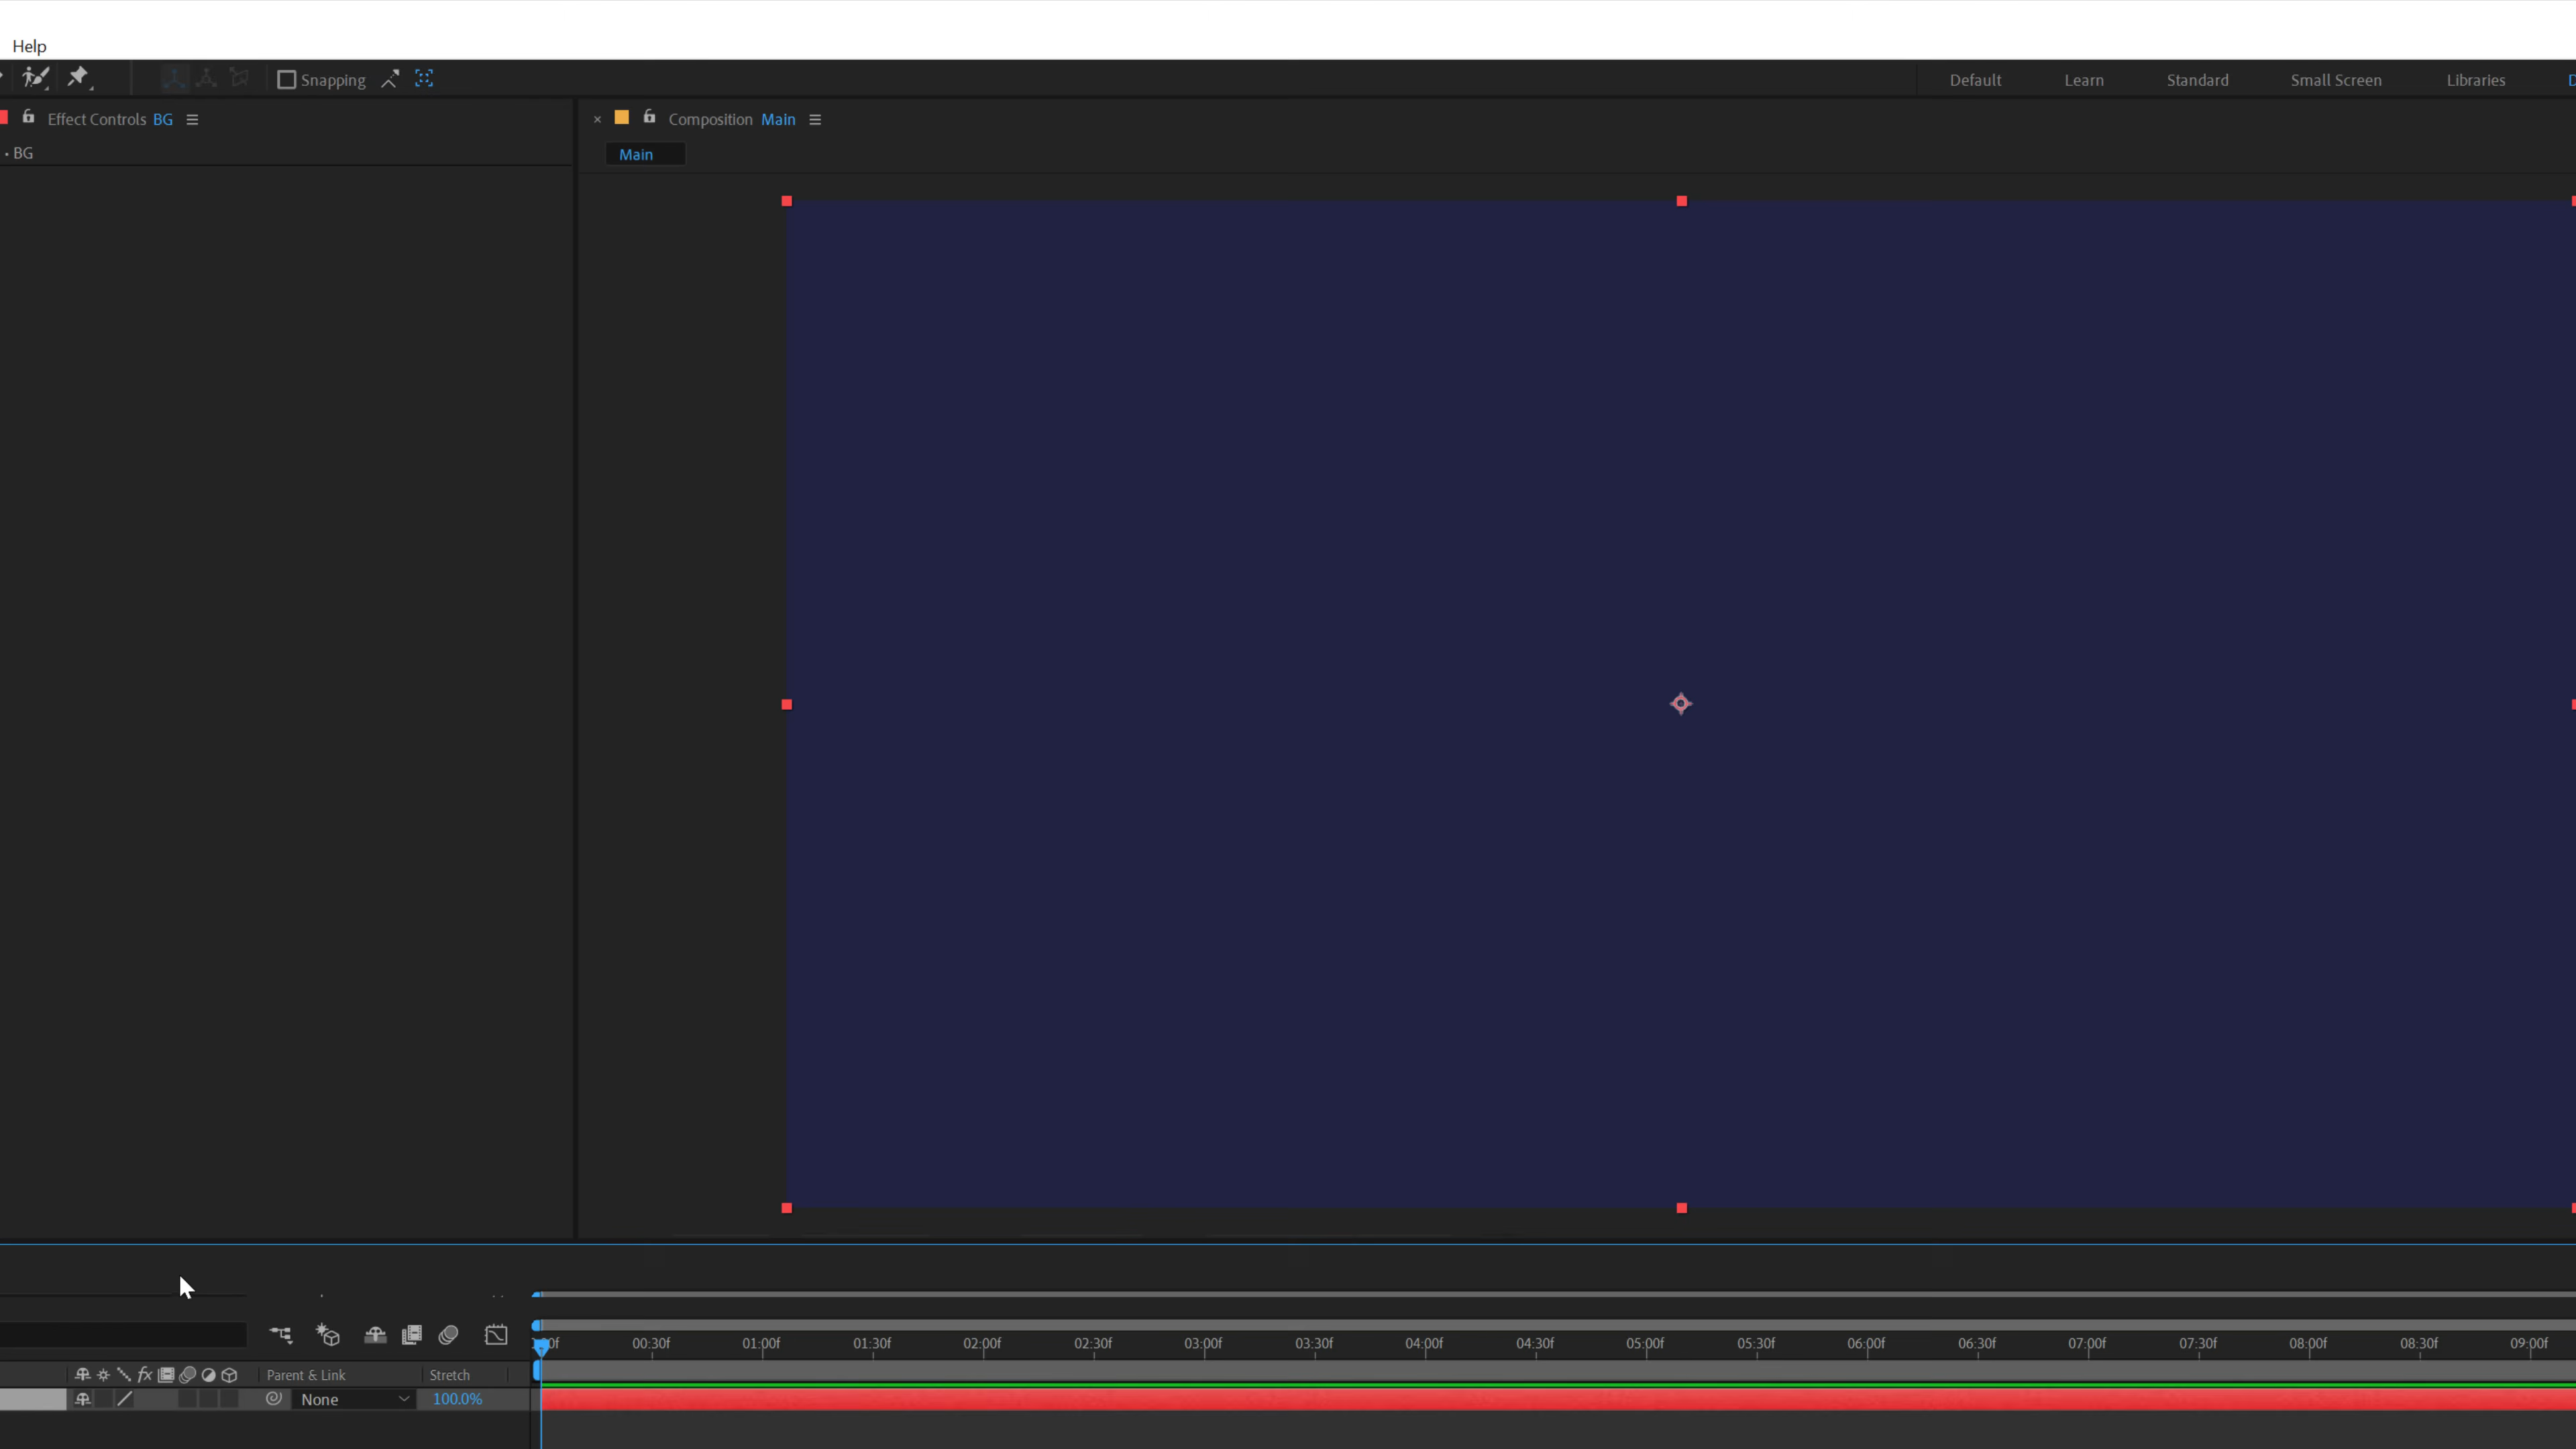 Help
Snapping
Default Learn Standard Small Screen Libraries D
Effect Controls BG
Composition Main
• BG
Main
00:30f 01:00f 01:30f 02:00f 02:30f 03:00f 03:30f 04:00f 04:30f 05:00f 05:30f 06:00f 06:30f 07:00f 07:30f 08:00f 08:30f 09:00f
fx Parent & Link Stretch
None 100.0%